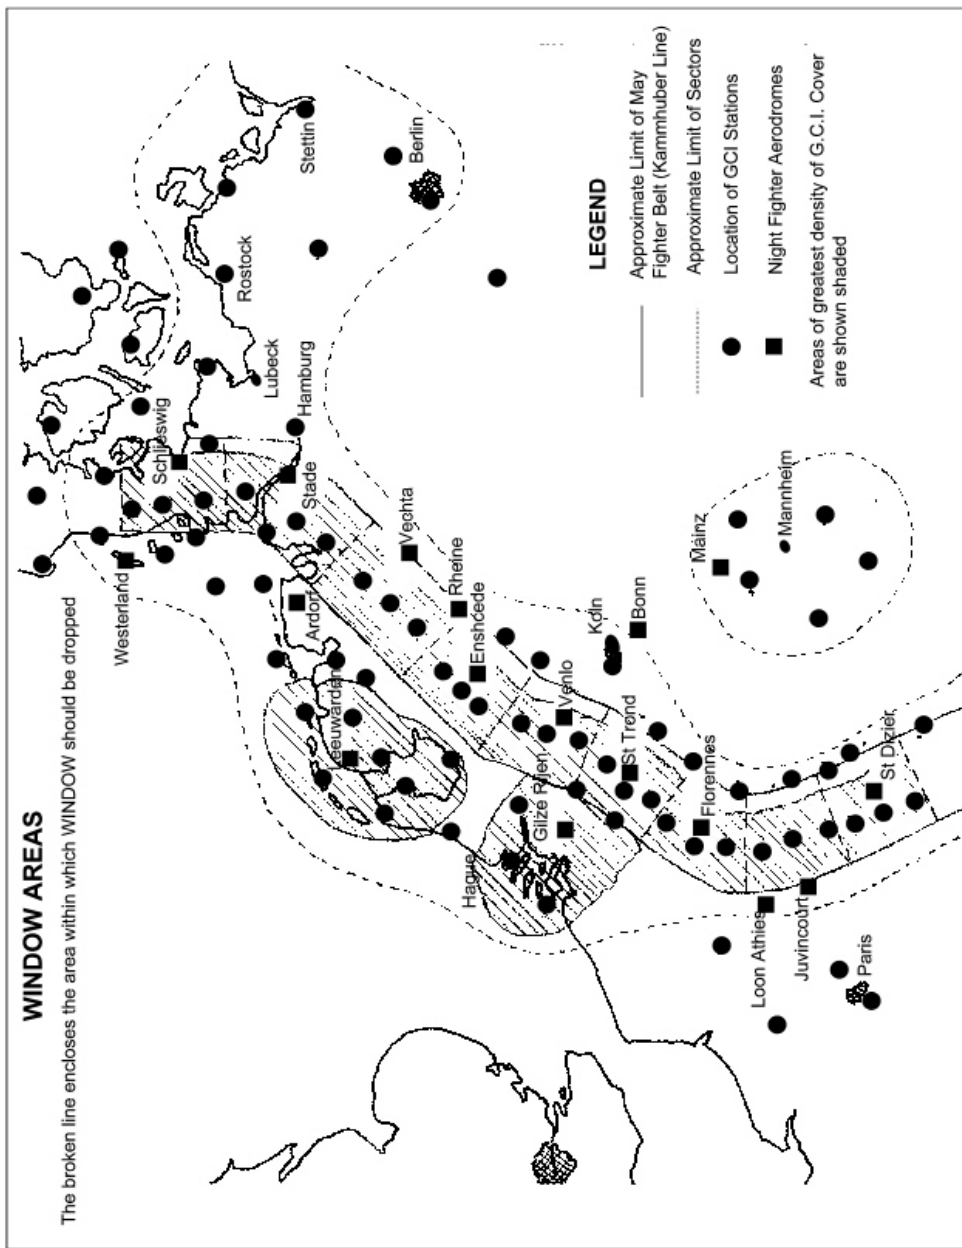 WINDOW AREAS
The broken line encloses the area within which WINDOW should be dropped
Westerland
Schlieswig
Lubeck
Rostock
Stettin
Berlin
Hamburg
Stade
Ardorf
Leeuwarden
Vechta
Rheine
Enshcede
Hague
Gilze Rijen
Venlo
Koln
Bonn
St Trond
Florennes
Mainz
Mannheim
Loon Athies
Juvincourt
St Dizier
Paris
LEGEND
Approximate Limit of May
Fighter Belt (Kammhuber Line)
Approximate Limit of Sectors
Location of GCI Stations
Night Fighter Aerodromes
Areas of greatest density of G.C.I. Cover
are shown shaded